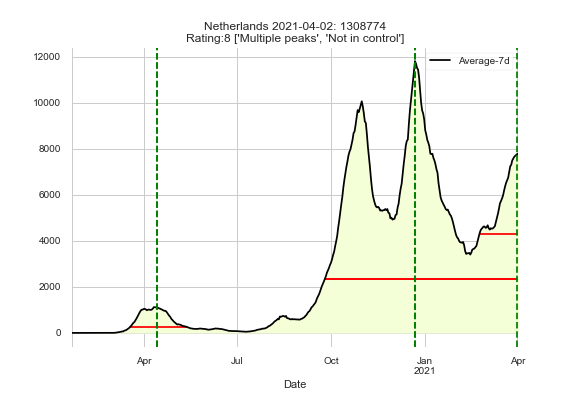 Netherlands 2021-04-02: 1308774
Rating:8 ['Multiple peaks', 'Not in control']
Average-7d
12000
10000
8000
6000
4000
2000
0
Apr
Jul
Oct
Jan
2021
Apr
Date